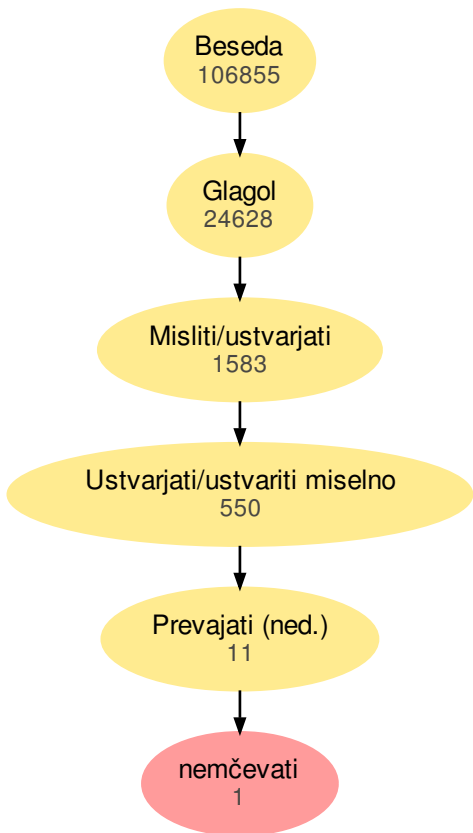 Beseda
106855
Glagol
24628
Misliti/ustvarjati
1583
Ustvarjati/ustvariti miselno
550
Prevajati (ned.)
11
nemčevati
1